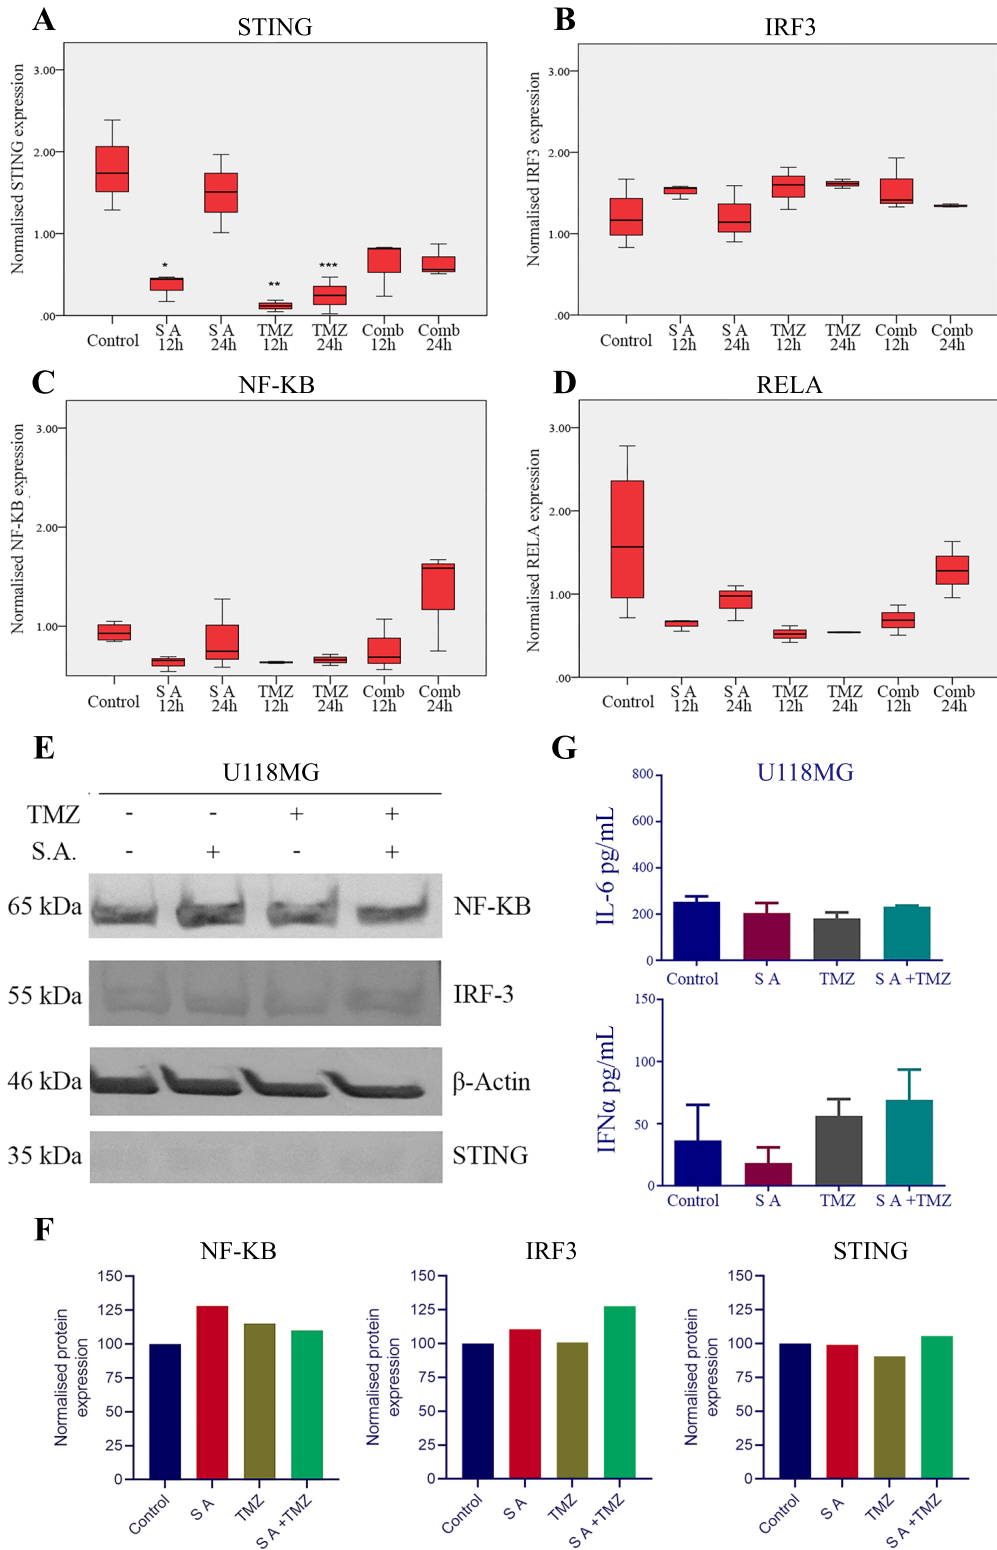 A
STING
Normalised STING expression
3.00
2.00
1.00
.00
*
**
***
Control
S A
12h
S A
24h
TMZ
12h
TMZ
24h
Comb
12h
Comb
24h
B
IRF3
Normalised IRF3 expression
3.00
2.00
1.00
.00
Control
S A
12h
S A
24h
TMZ
12h
TMZ
24h
Comb
12h
Comb
24h
C
NF-KB
Normalised NF-KB expression
3.00
2.00
1.00
Control
S A
12h
S A
24h
TMZ
12h
TMZ
24h
Comb
12h
Comb
24h
D
RELA
Normalised RELA expression
3.00
2.00
1.00
.00
Control
S A
12h
S A
24h
TMZ
12h
TMZ
24h
Comb
12h
Comb
24h
E
U118MG
TMZ - - + +
S.A. - + - +
65 kDa NF-KB
55 kDa IRF-3
46 kDa β-Actin
35 kDa STING
G
U118MG
IL-6 pg/mL
800
600
400
200
0
Control S A TMZ S A +TMZ
IFNα pg/mL
150
100
50
0
Control S A TMZ S A +TMZ
F
NF-KB
Normalised protein
expression
150
125
100
75
50
25
0
Control
S A
TMZ
S A +TMZ
IRF3
Normalised protein
expression
150
125
100
75
50
25
0
Control
S A
TMZ
S A +TMZ
STING
Normalised protein
expression
150
125
100
75
50
25
0
Control
S A
TMZ
S A +TMZ